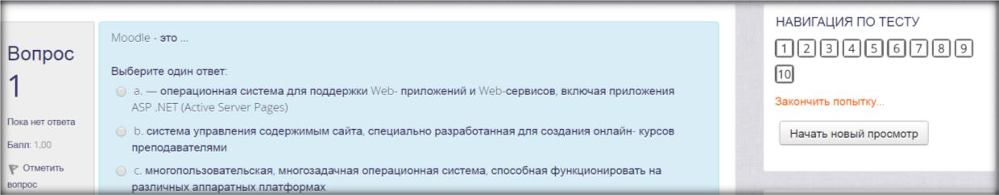 Вопрос
1
Пока нет ответа
Балл: 1,00
Отметить
вопрос
Moodle - это ...
Выберите один ответ:
a. — операционная система для поддержки Web- приложений и Web-сервисов, включая приложения
ASP .NET (Active Server Pages)
b. система управления содержимым сайта, специально разработанная для создания онлайн- курсов
преподавателями
c. многопользовательская, многозадачная операционная система, способная функционировать на
различных аппаратных платформах
НАВИГАЦИЯ ПО ТЕСТУ
1 2 3 4 5 6 7 8 9
10
Закончить попытку...
Начать новый просмотр